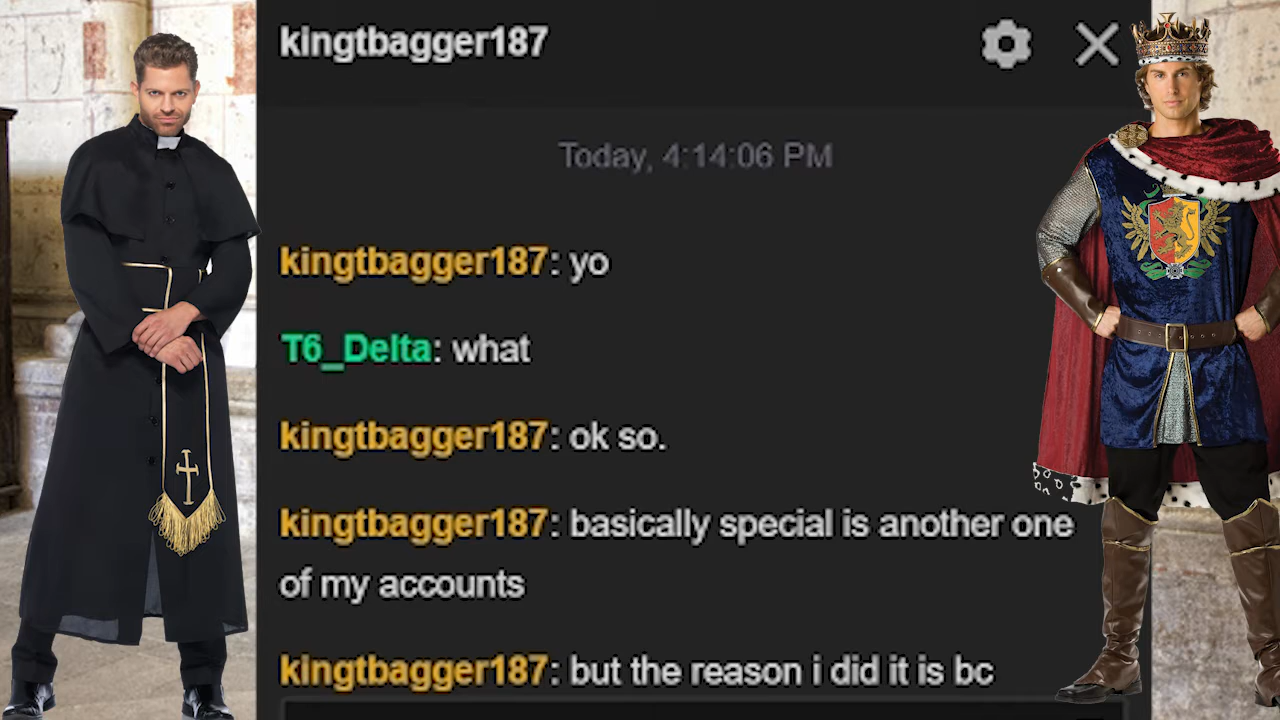 kingtbagger187
Today, 4:14:06 PM
kingtbagger187: yo
T6_Delta: what
kingtbagger187: ok so.
kingtbagger187: basically special is another one
of my accounts
kingtbagger187: but the reason i did it is bc